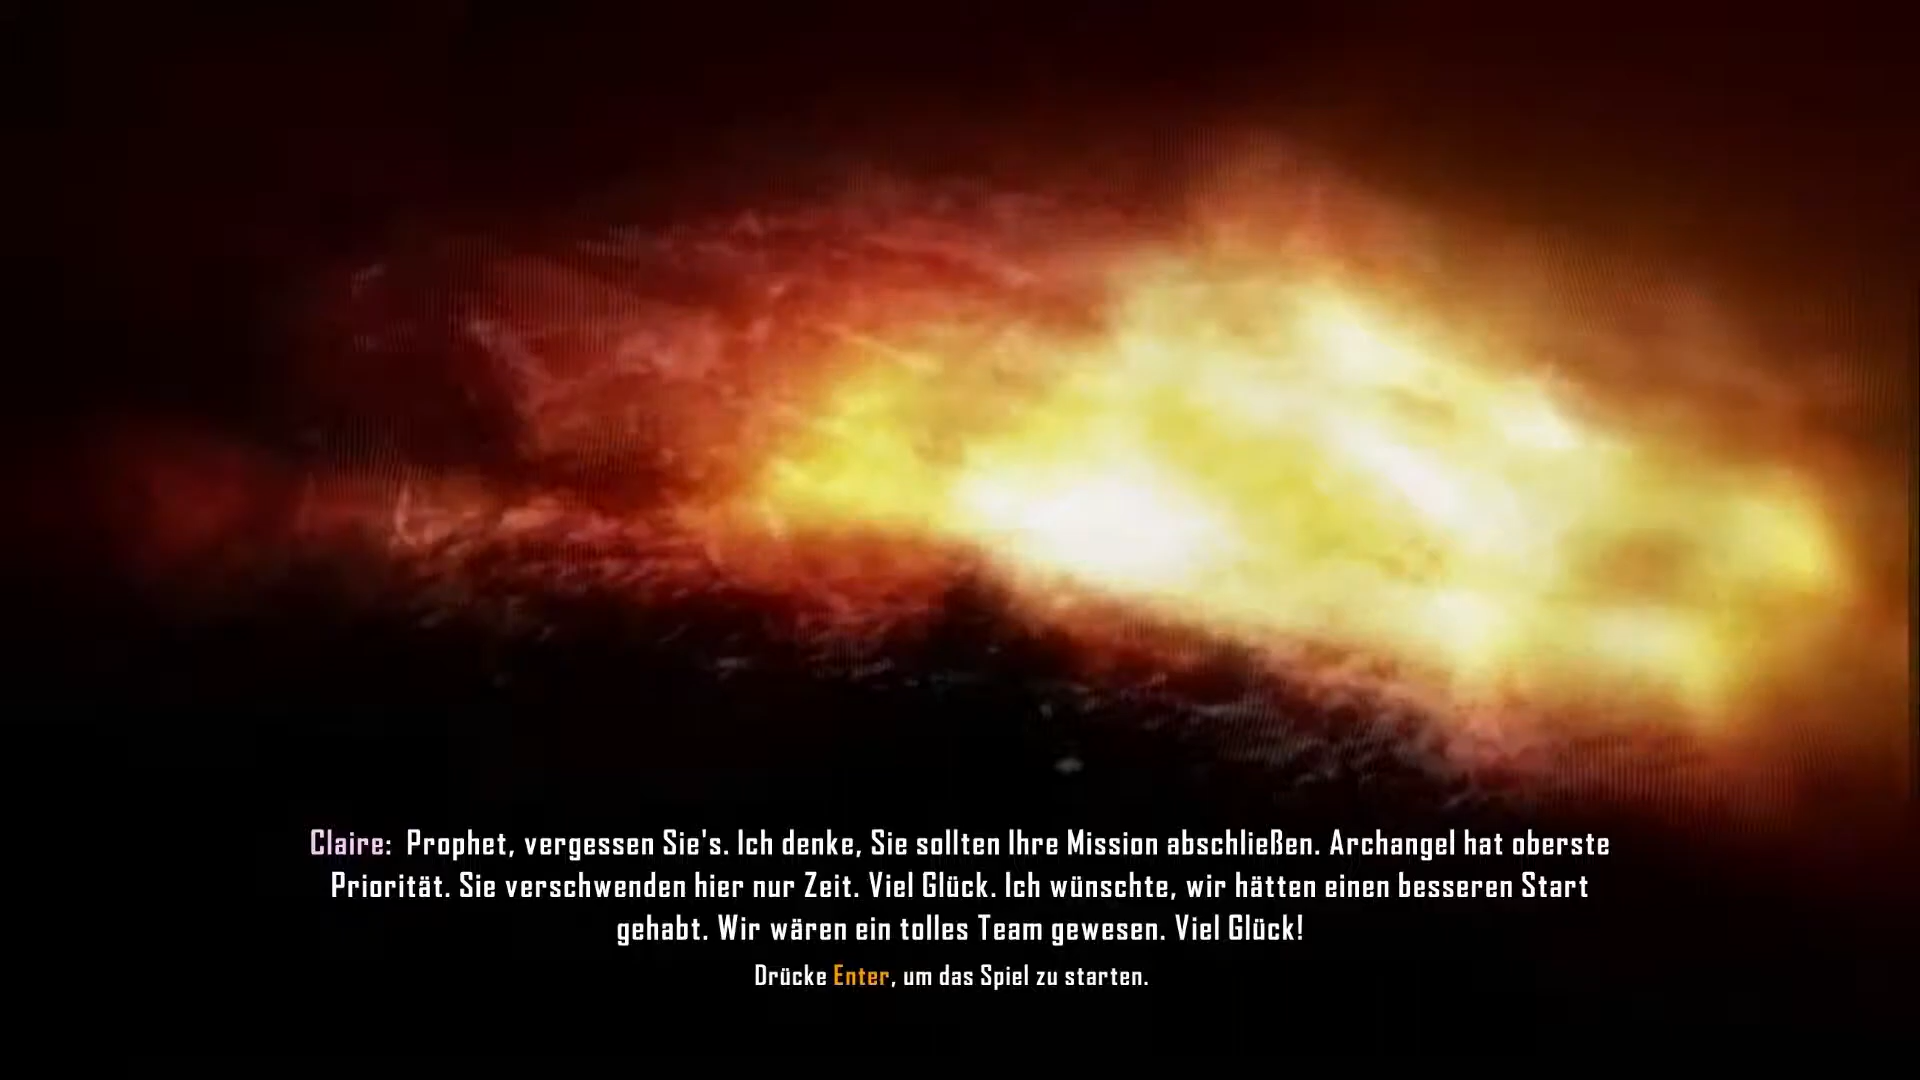 Claire: Prophet, vergessen Sie's. Ich denke, Sie sollten Ihre Mission abschließen. Archangel hat oberste
Priorität. Sie verschwenden hier nur Zeit. Viel Glück. Ich wünschte, wir hätten einen besseren Start
gehabt. Wir wären ein tolles Team gewesen. Viel Glück!
Drücke Enter, um das Spiel zu starten.